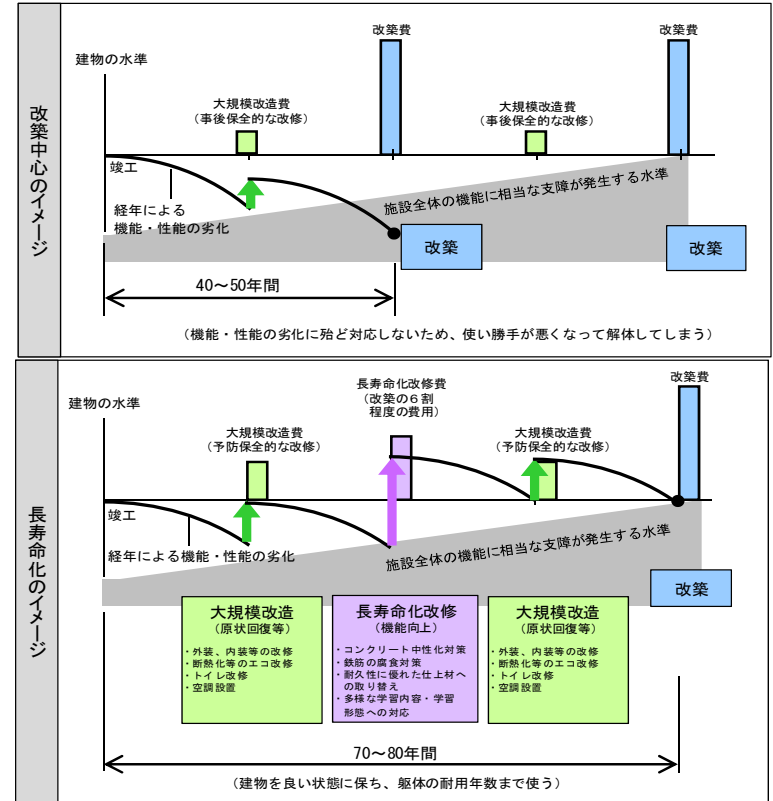 改築中心のイメージ
改築費
改築費
建物の水準
大規模改造費
(事後保全的な改修)
大規模改造費
(事後保全的な改修)
竣工
経年による
機能・性能の劣化
施設全体の機能に相当な支障が発生する水準
改築
改築
40～50年間
(機能・性能の劣化に殆ど対応しないため、使い勝手が悪くなって解体してしまう)
長寿命化のイメージ
改築費
長寿命化改修費
(改築の６割
程度の費用)
建物の水準
大規模改造費
(予防保全的な改修)
大規模改造費
(予防保全的な改修)
竣工
経年による機能・性能の劣化
施設全体の機能に相当な支障が発生する水準
改築
大規模改造
(原状回復等)
・外装、内装等の改修
・断熱化等のエコ改修
・トイレ改修
・空調設置
長寿命化改修
(機能向上)
・コンクリート中性化対策
・鉄筋の腐食対策
・耐久性に優れた仕上材へ
の取り替え
・多様な学習内容・学習
形態への対応
大規模改造
(原状回復等)
・外装、内装等の改修
・断熱化等のエコ改修
・トイレ改修
・空調設置
70～80年間
(建物を良い状態に保ち、躯体の耐用年数まで使う)